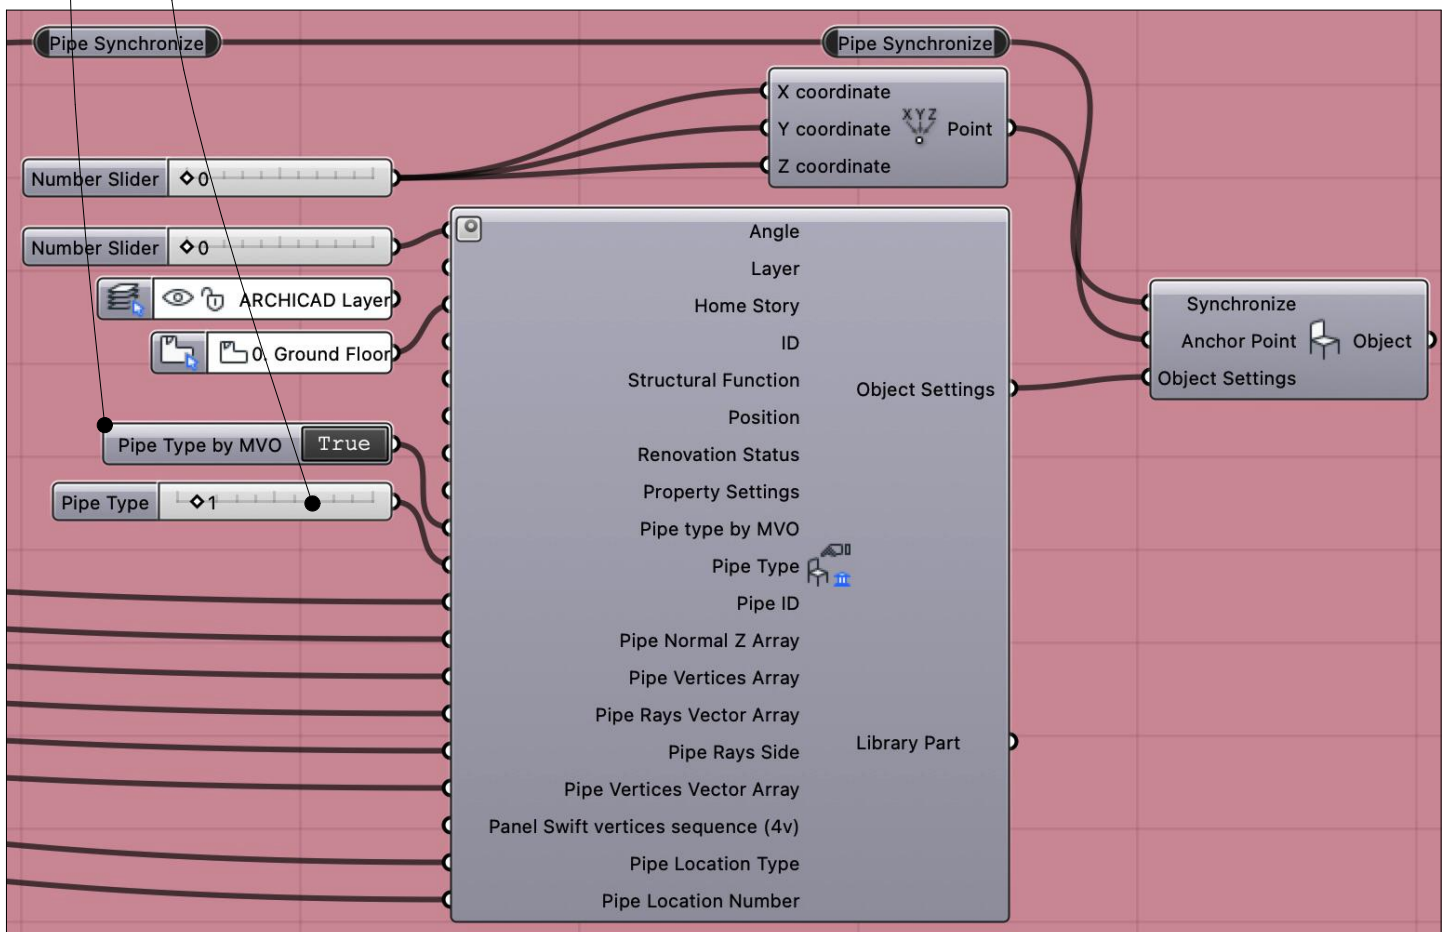 Pipe Synchronize
Pipe Synchronize
X coordinate
Y coordinate
Z coordinate
XYZ
Point
Number Slider
0
Number Slider
0
ARCHICAD Layer
0. Ground Floor
Pipe Type by MVO
True
Pipe Type
1
Angle
Layer
Home Story
ID
Structural Function
Position
Renovation Status
Property Settings
Pipe type by MVO
Pipe Type
Pipe ID
Pipe Normal Z Array
Pipe Vertices Array
Pipe Rays Vector Array
Pipe Rays Side
Pipe Vertices Vector Array
Panel Swift vertices sequence (4v)
Pipe Location Type
Pipe Location Number
Object Settings
Library Part
Synchronize
Anchor Point
Object Settings
Object